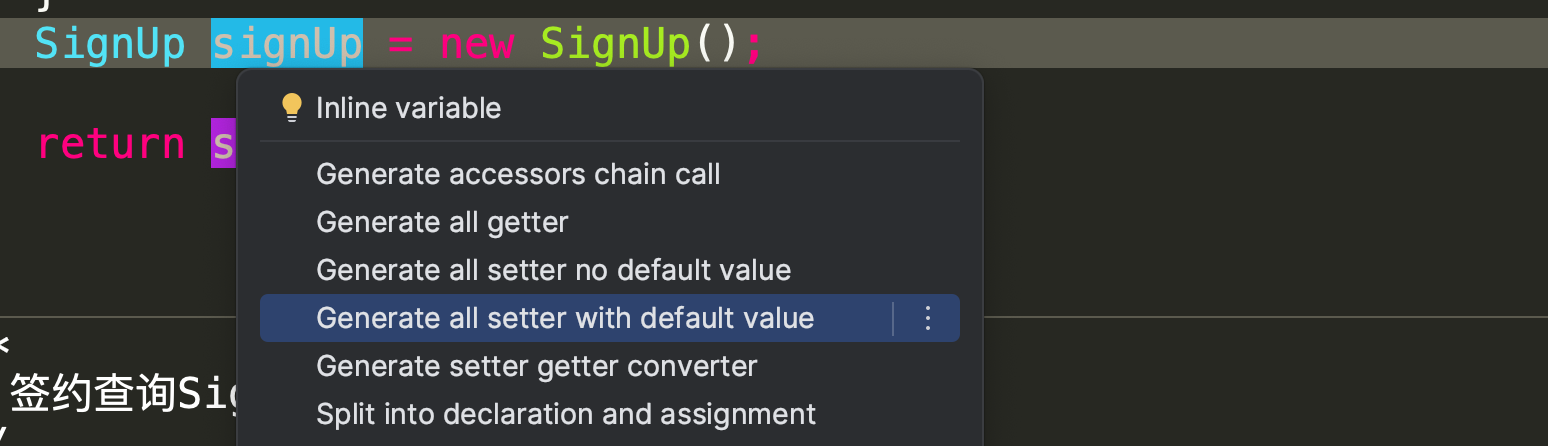 SignUp signUp = new SignUp();
Inline variable
return s
Generate accessors chain call
Generate all getter
Generate all setter no default value
Generate all setter with default value
Generate setter getter converter
签约查询Sig
Split into declaration and assignment